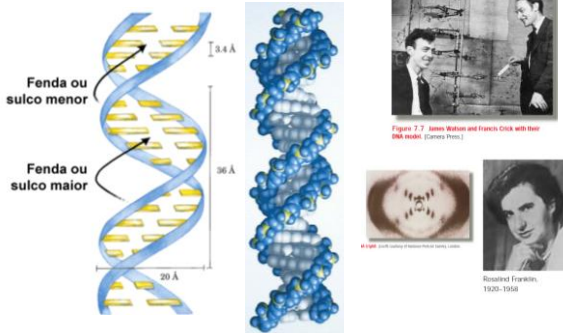 Fenda ou
sulco menor
Fenda ou
sulco maior
3.4 Å
36 Å
20 Å
Figure 7.7 James Watson and Francis Crick with their
DNA model. [Camera Press.]
Rosalind Franklin,
1920–1958